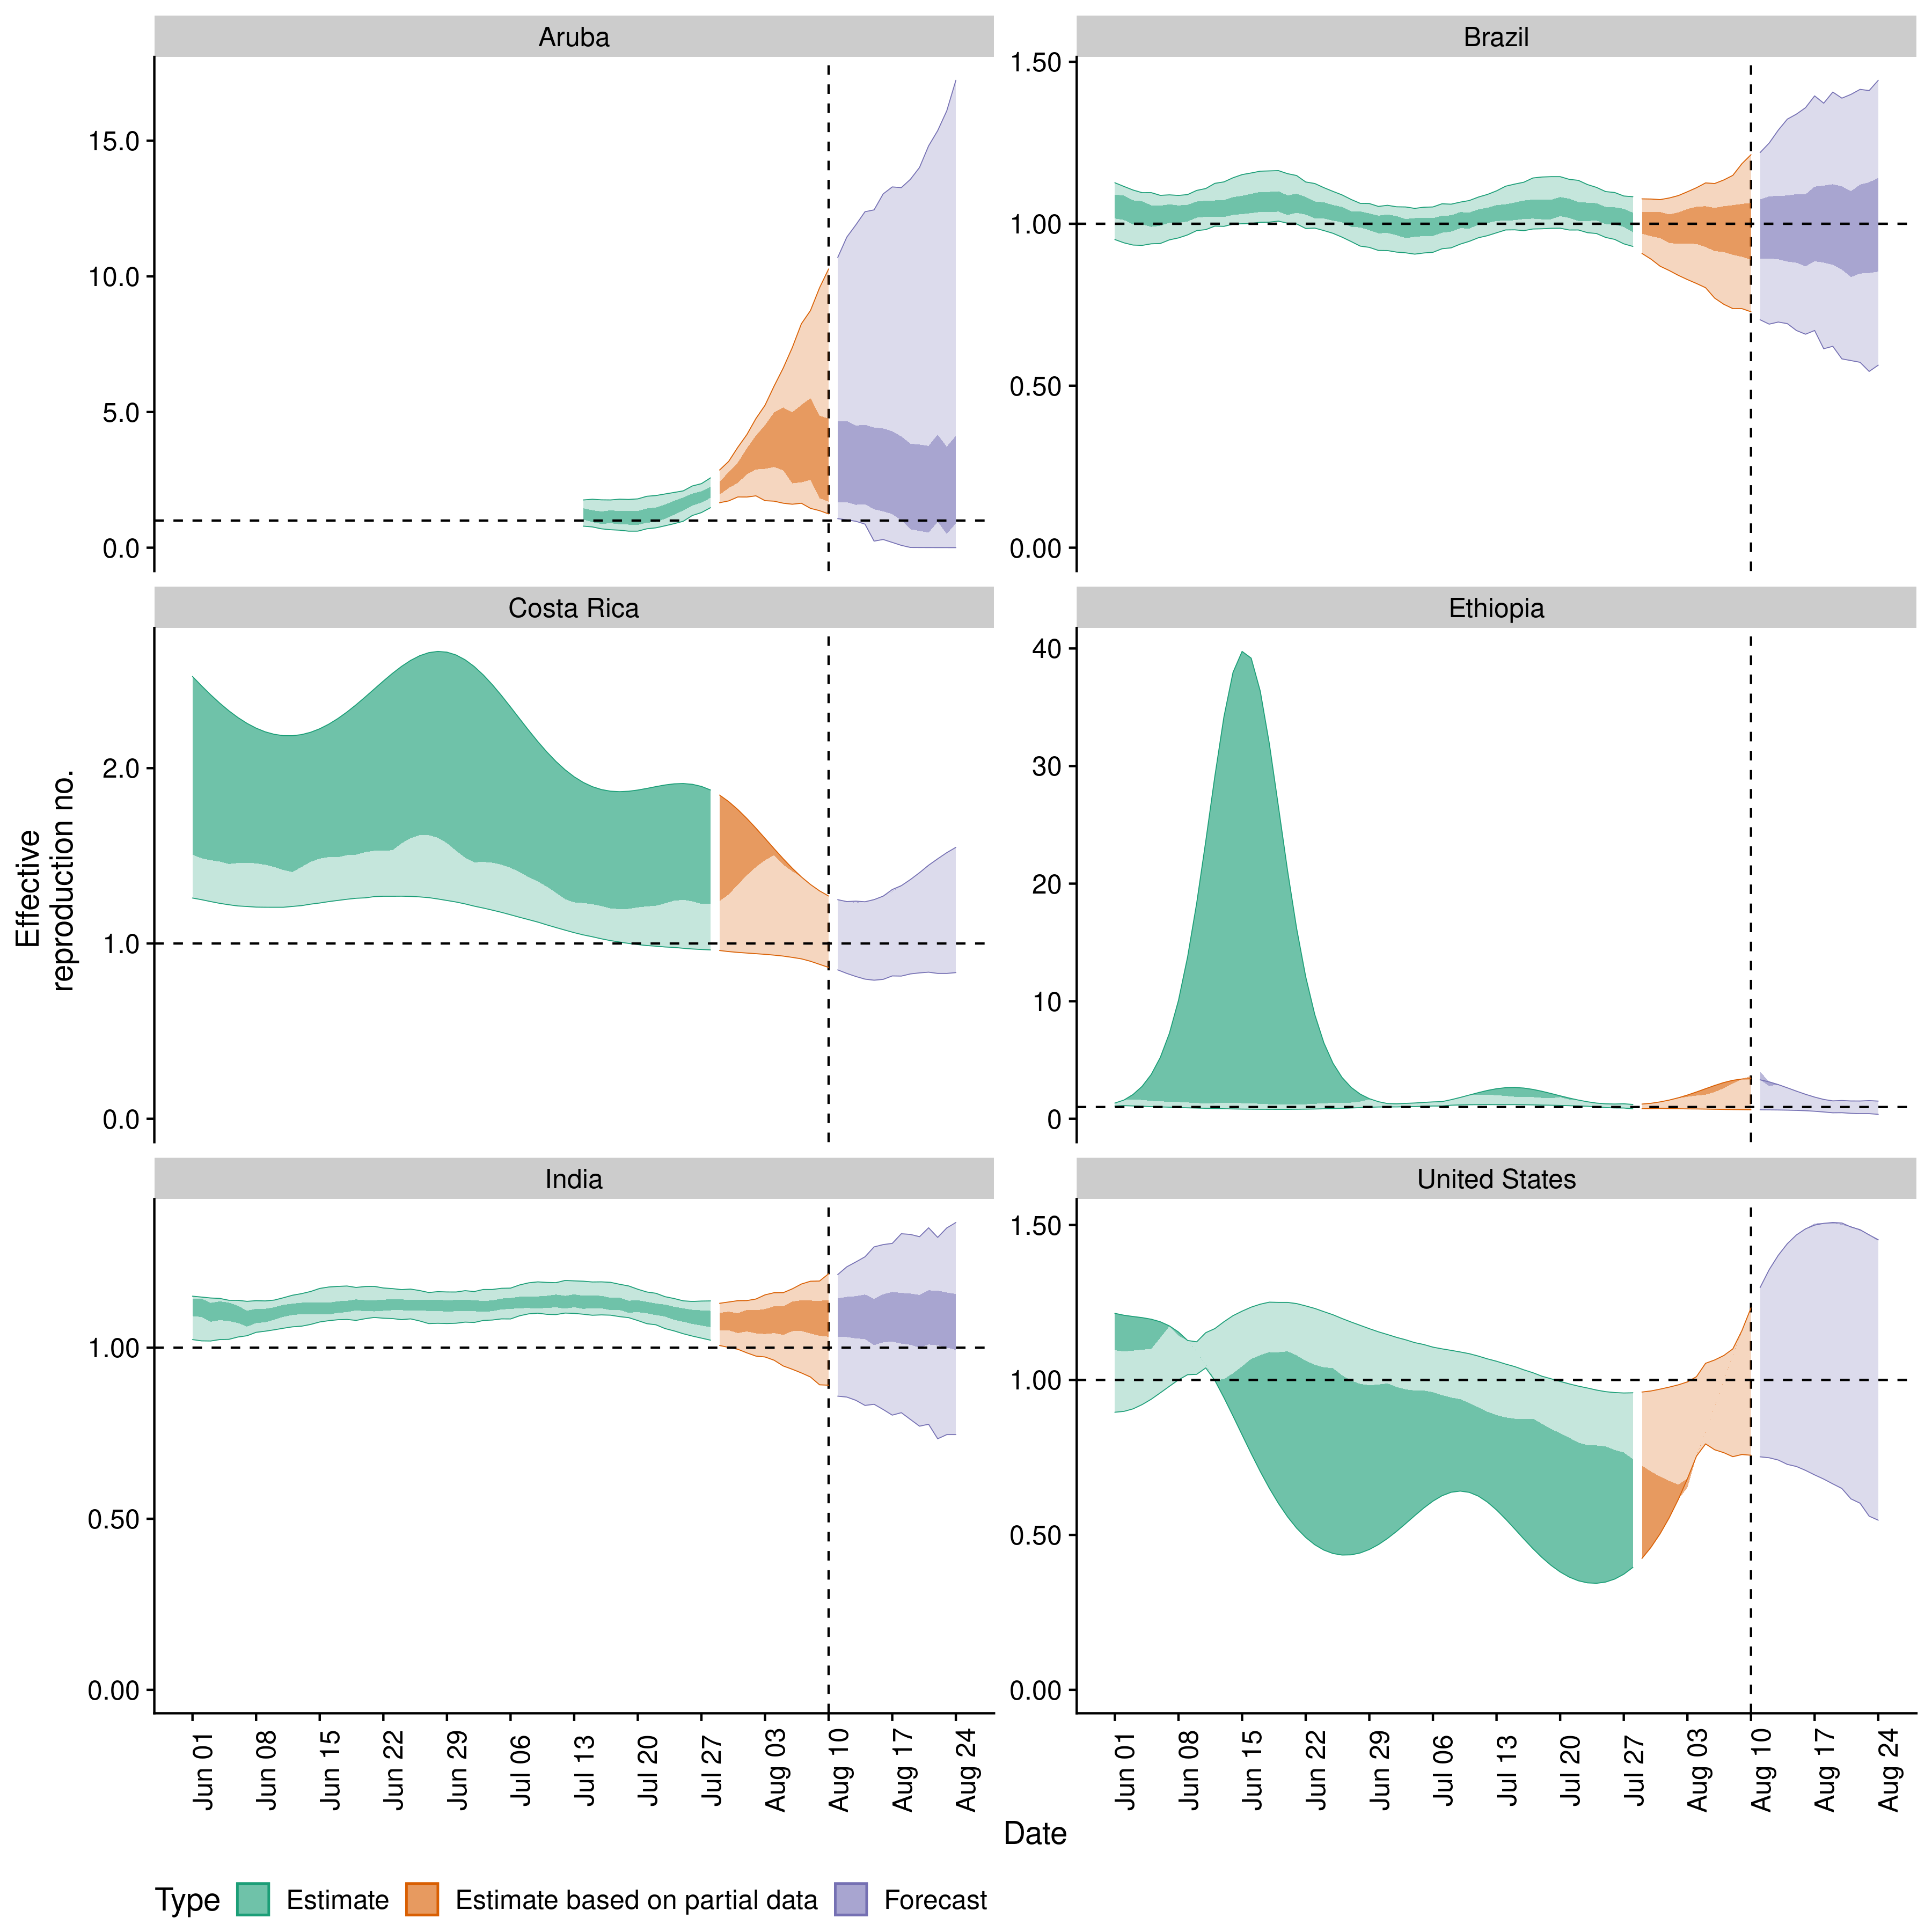 Aruba
Brazil
15.0
10.0
5.0
0.0
1.50
1.00
0.50
0.00
Costa Rica
Ethiopia
2.0
1.0
0.0
40
30
20
10
0
Effective
reproduction no.
India
United States
1.00
0.50
0.00
1.50
1.00
0.50
0.00
Jun 01
Jun 08
Jun 15
Jun 22
Jun 29
Jul 06
Jul 13
Jul 20
Jul 27
Aug 03
Aug 10
Aug 17
Aug 24
Jun 01
Jun 08
Jun 15
Jun 22
Jun 29
Jul 06
Jul 13
Jul 20
Jul 27
Aug 03
Aug 10
Aug 17
Aug 24
Date
Type Estimate Estimate based on partial data Forecast